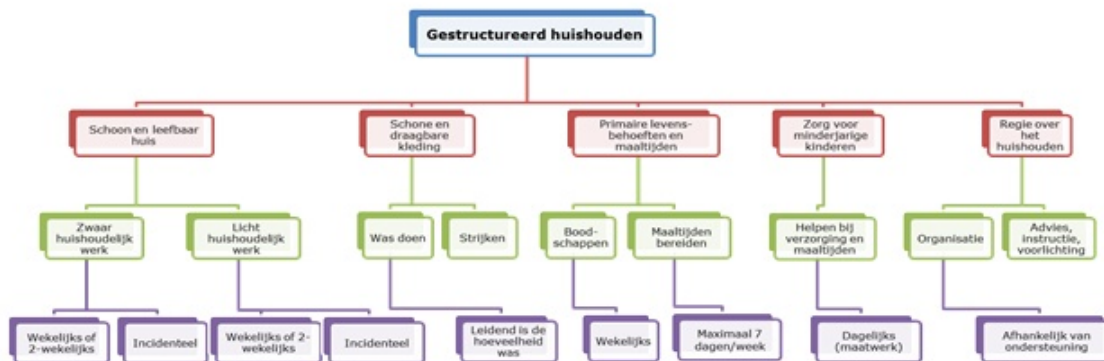 Gestructureerd huishouden
Schoon en leefbaar
huis
Schone en
draagbare
kleding
Primaire levens-
behoeften en
maaltijden
Zorg voor
minderjarige
kinderen
Regie over
het
huishouden
Zwaar
huishoudelijk
werk
Licht
huishoudelijk
werk
Was doen
Strijken
Bood-
schappen
Maaltijden
bereiden
Helpen bij
verzorging en
maaltijden
Organisatie
Advies,
instructie,
voorlichting
Wekelijks of
2-wekelijks
Incidenteel
Wekelijks of 2-
wekelijks
Incidenteel
Leidend is de
hoeveelheid
was
Wekelijks
Maximaal 7
dagen/week
Dagelijks
(maatwerk)
Afhankelijk van
ondersteuning